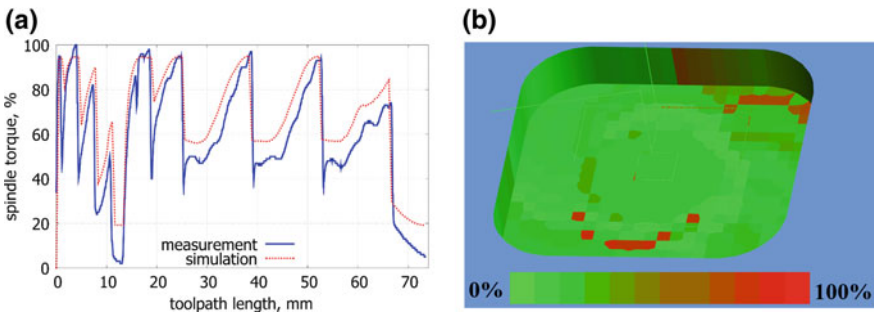 (a)
(b)
100
80
60
40
20
0
spindle torque, %
measurement
simulation
0 10 20 30 40 50 60 70
toolpath length, mm
0%
100%